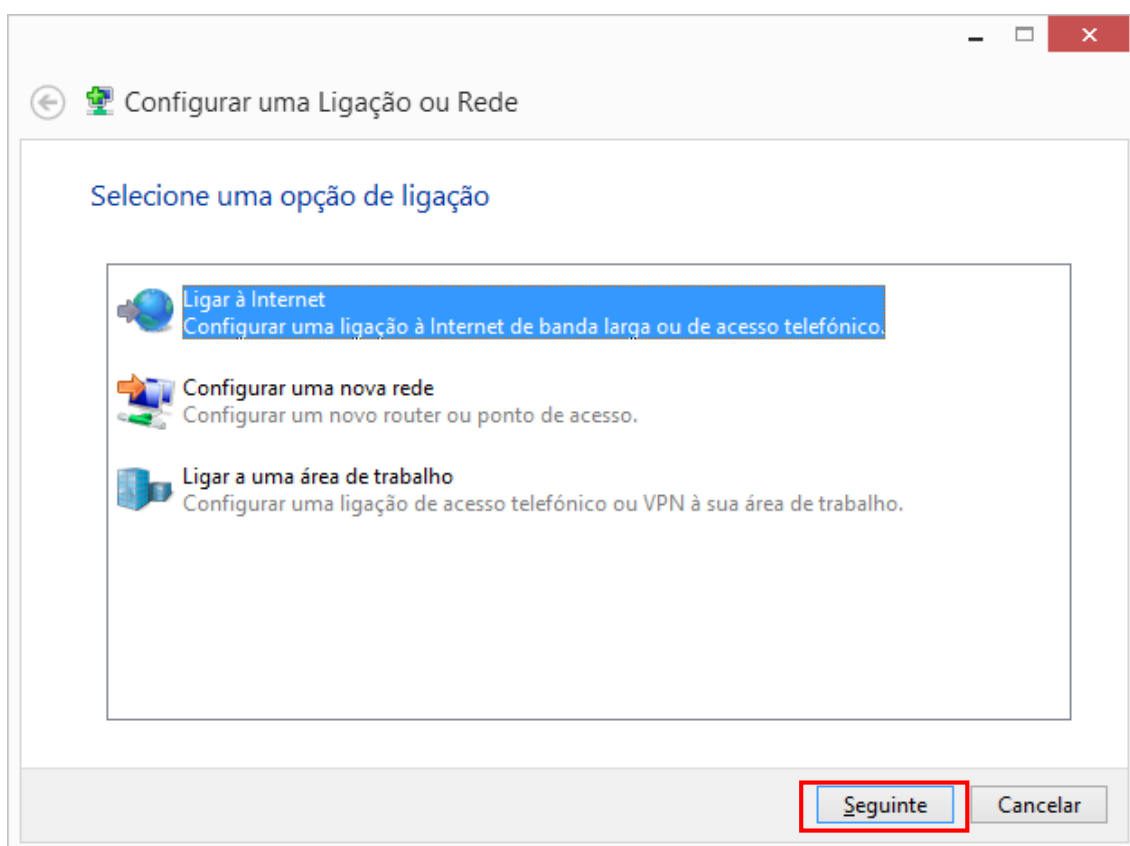 Configurar uma Ligação ou Rede
Selecione uma opção de ligação
Ligar à Internet
Configurar uma ligação à Internet de banda larga ou de acesso telefónico.
Configurar uma nova rede
Configurar um novo router ou ponto de acesso.
Ligar a uma área de trabalho
Configurar uma ligação de acesso telefónico ou VPN à sua área de trabalho.
Seguinte
Cancelar